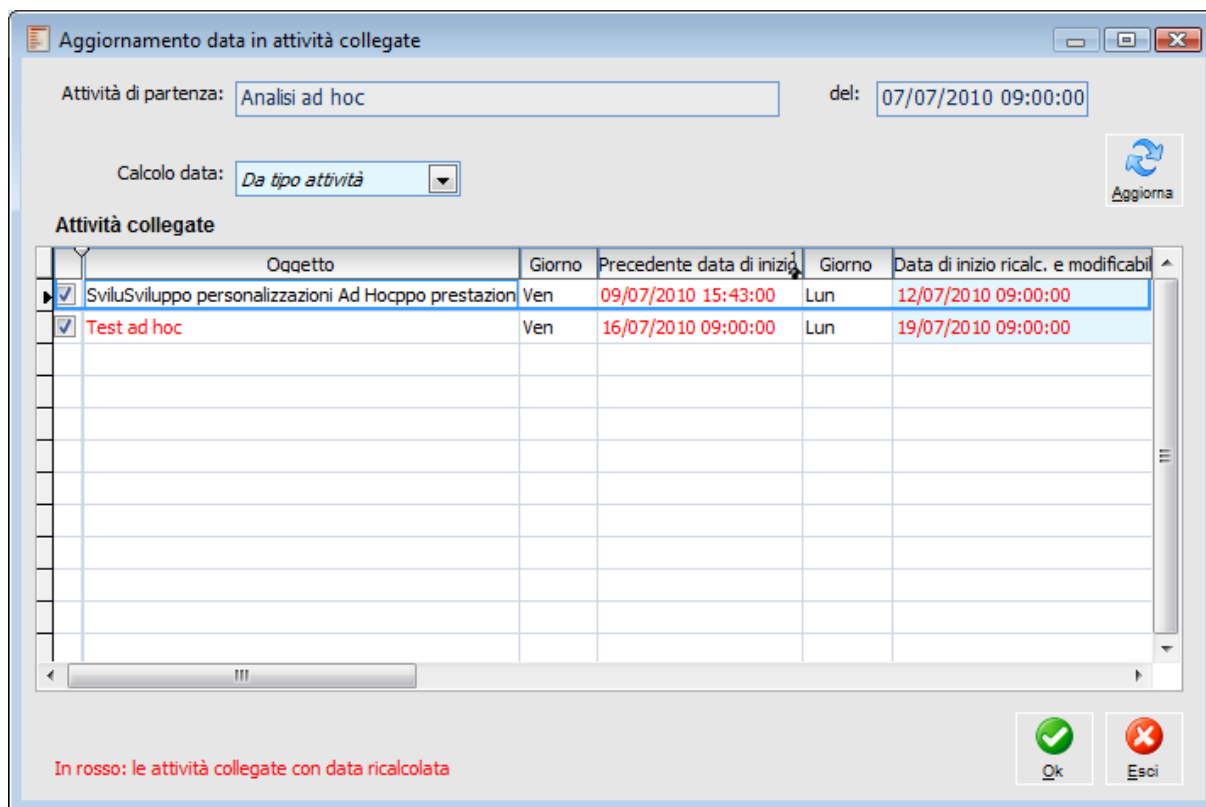 Aggiornamento data in attività collegate
Attività di partenza: Analisi ad hoc del: 07/07/2010 09:00:00
Calcolo data: Da tipo attività
Aggiorna
Attività collegate
Oggetto Giorno Precedente data di inizio Giorno Data di inizio ricalc. e modificabil
SviluSviluppo personalizzazioni Ad Hocppo prestazion Ven 09/07/2010 15:43:00 Lun 12/07/2010 09:00:00
Test ad hoc Ven 16/07/2010 09:00:00 Lun 19/07/2010 09:00:00
In rosso: le attività collegate con data ricalcolata
Ok Esci